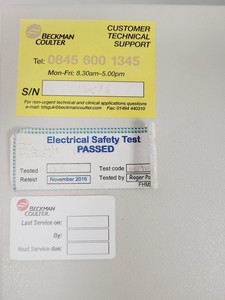 BECKMAN
COULTER
CUSTOMER
TECHNICAL
SUPPORT
Tel: 0845 600 1345
Mon-Fri: 8.30am–5.00pm
S/N
For non-urgent technical and clinical applications questions
Fax: 01494 440310
Electrical Safety Test
PASSED
Tested
Test code
Retest
November 2016
Tested by
Roger
FHM
BECKMAN
COULTER
Last Service on:
By:
Next Service due: